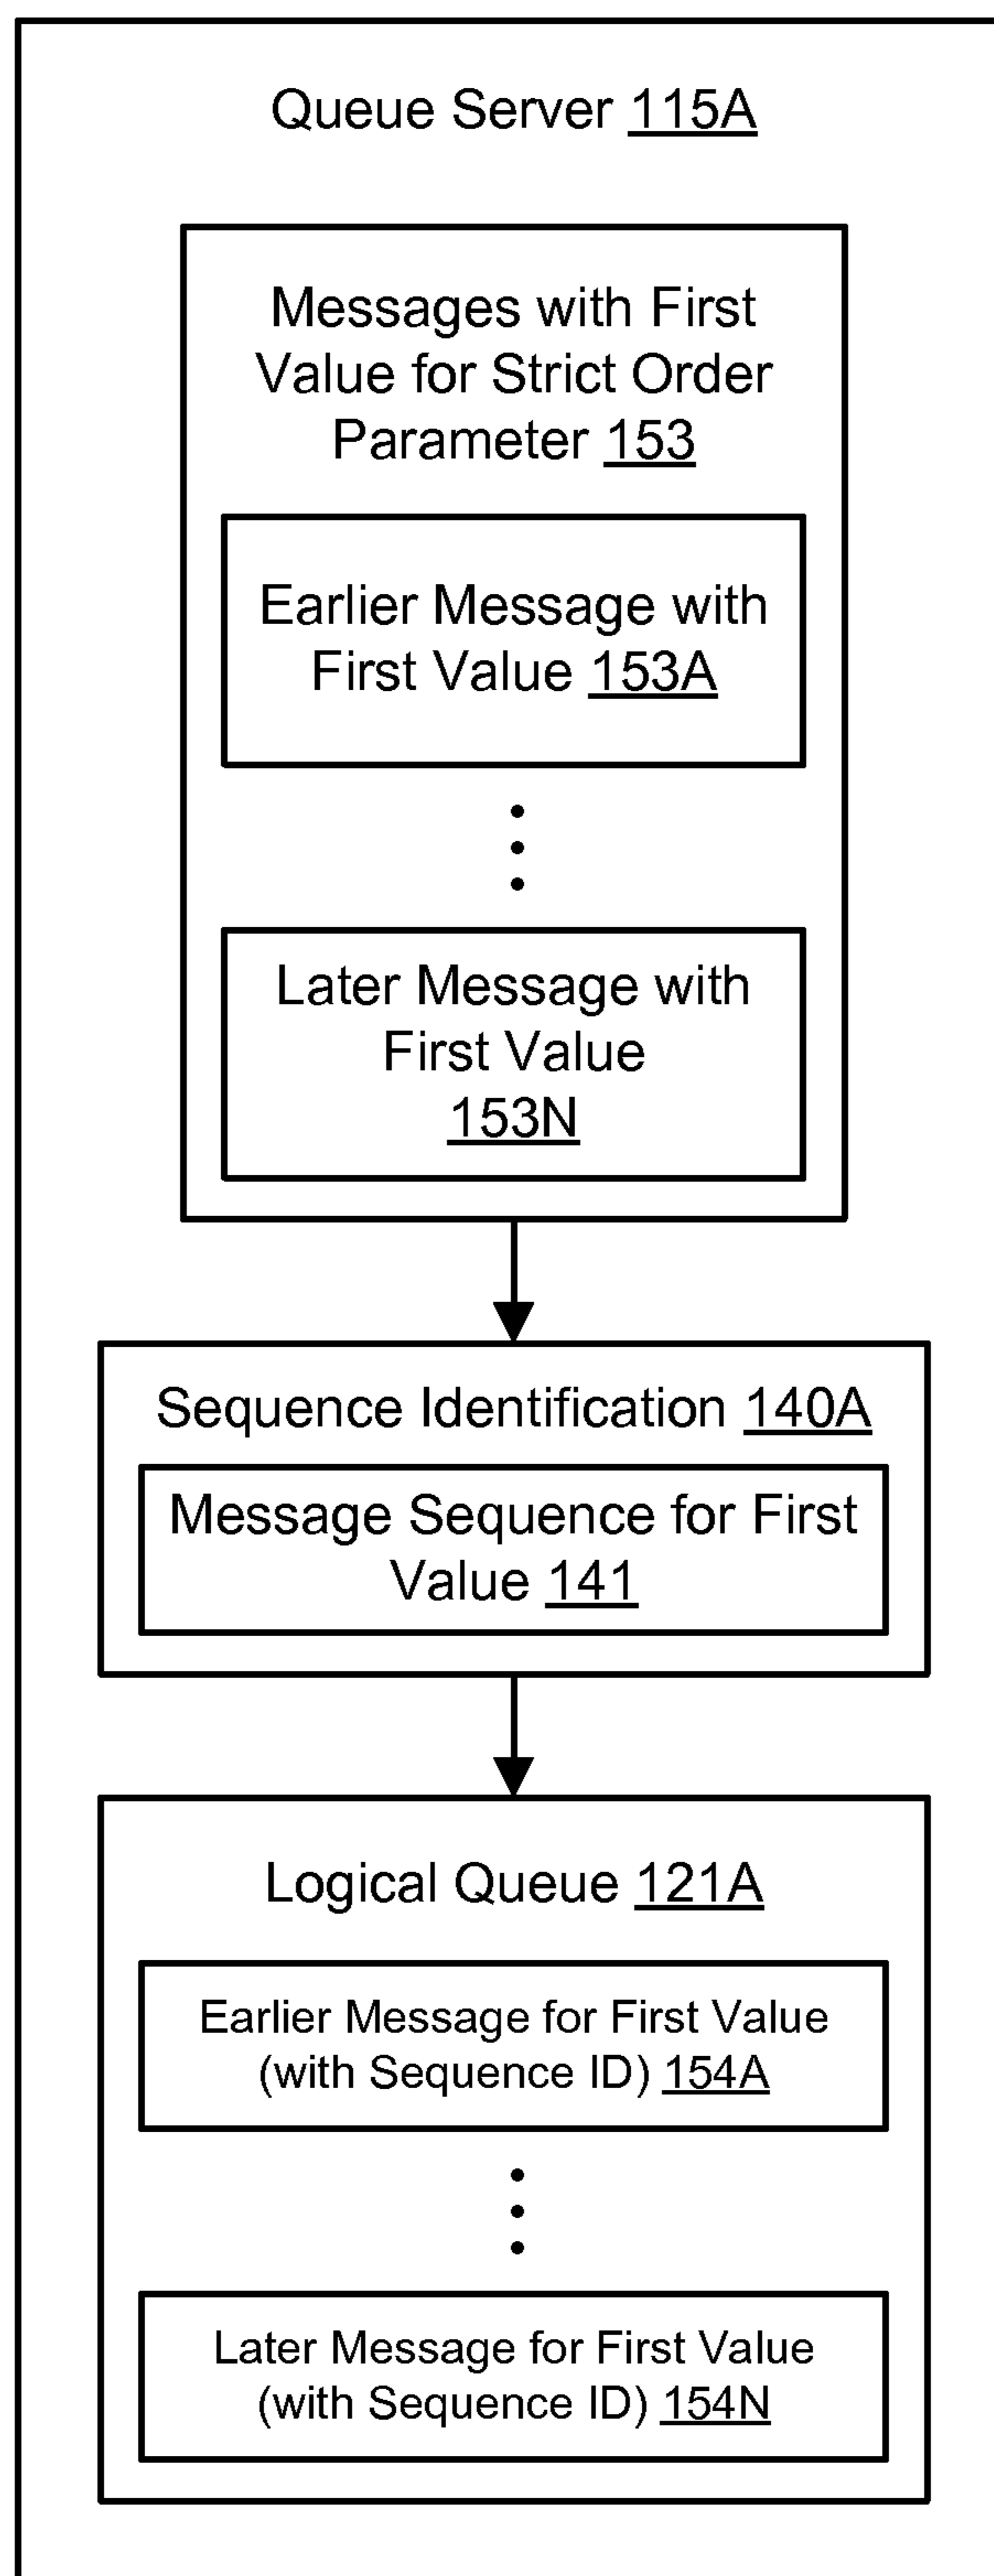 Queue Server 115A
Messages with First
Value for Strict Order
Parameter 153
Earlier Message with
First Value 153A
Later Message with
First Value
153N
Sequence Identification 140A
Message Sequence for First
Value 141
Logical Queue 121A
Earlier Message for First Value
(with Sequence ID) 154A
Later Message for First Value
(with Sequence ID) 154N